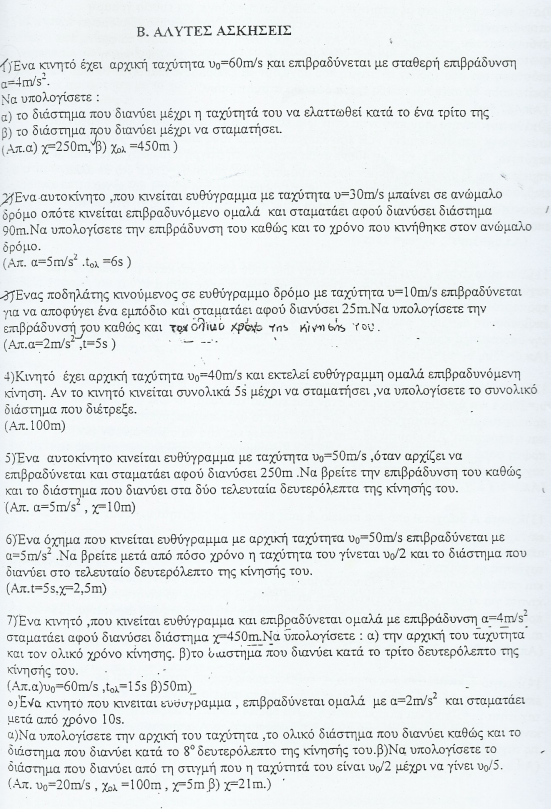 Β. ΑΛΥΤΕΣ ΑΣΚΗΣΕΙΣ
1)Ένα κινητό έχει αρχική ταχύτητα υ₀=60m/s και επιβραδύνεται με σταθερή επιβράδυνση
α=4m/s².
Να υπολογίσετε :
α) το διάστημα που διανύει μέχρι η ταχύτητά του να ελαττωθεί κατά το ένα τρίτο της
β) το διάστημα που διανύει μέχρι να σταματήσει.
(Απ.α) χ=250m, β) χολ =450m )
2)Ένα αυτοκίνητο ,που κινείται ευθύγραμμα με ταχύτητα υ=30m/s μπαίνει σε ανώμαλο
δρόμο οπότε κινείται επιβραδυνόμενο ομαλά και σταματάει αφού διανύσει διάστημα
90m.Να υπολογίσετε την επιβράδυνση του καθώς και το χρόνο που κινήθηκε στον ανώμαλο
δρόμο.
(Απ. α=5m/s² .tολ =6s )
3)Ένας ποδηλάτης κινούμενος σε ευθύγραμμο δρόμο με ταχύτητα υ=10m/s επιβραδύνεται
για να αποφύγει ένα εμπόδιο και σταματάει αφού διανύσει 25m.Να υπολογίσετε την
επιβράδυνσή του καθώς και τον ολικό χρόνο της κίνησής του.
(Απ.α=2m/s² ,t=5s )
4)Κινητό έχει αρχική ταχύτητα υ₀=40m/s και εκτελεί ευθύγραμμη ομαλά επιβραδυνόμενη
κίνηση. Αν το κινητό κινείται συνολικά 5s μέχρι να σταματήσει ,να υπολογίσετε το συνολικό
διάστημα που διέτρεξε.
(Απ.100m)
5)Ένα αυτοκίνητο κινείται ευθύγραμμα με ταχύτητα υ₀=50m/s ,όταν αρχίζει να
επιβραδύνεται και σταματάει αφού διανύσει 250m .Να βρείτε την επιβράδυνση του καθώς
και το διάστημα που διανύει στα δύο τελευταία δευτερόλεπτα της κίνησής του.
(Απ. α=5m/s² , χ=10m)
6)Ένα όχημα που κινείται ευθύγραμμα με αρχική ταχύτητα υ₀=50m/s επιβραδύνεται με
α=5m/s² .Να βρείτε μετά από πόσο χρόνο η ταχύτητα του γίνεται υ₀/2 και το διάστημα που
διανύει στο τελευταίο δευτερόλεπτο της κίνησής του.
(Απ.t=5s,χ=2,5m)
7)Ένα κινητό ,που κινείται ευθύγραμμα και επιβραδύνεται ομαλά με επιβράδυνση α=4m/s²
σταματάει αφού διανύσει διάστημα χ=450m.Να υπολογίσετε : α) την αρχική του ταχύτητα
και τον ολικό χρόνο κίνησης. β)το διάστημα που διανύει κατά το τρίτο δευτερόλεπτο της
κίνησής του.
(Απ.α)υ₀=60m/s ,tολ=15s β)50m)
8)Ένα κινητό που κινείται ευθύγραμμα , επιβραδύνεται ομαλά με α=2m/s² και σταματάει
μετά από χρόνο 10s.
α)Να υπολογίσετε την αρχική του ταχύτητα ,το ολικό διάστημα που διανύει καθώς και το
διάστημα που διανύει κατά το 8ο δευτερόλεπτο της κίνησής του.β)Να υπολογίσετε το
διάστημα που διανύει από τη στιγμή που η ταχύτητά του είναι υ₀/2 μέχρι να γίνει υ₀/5.
(Απ. υ₀=20m/s , χολ =100m , χ=5m β) χ=21m.)